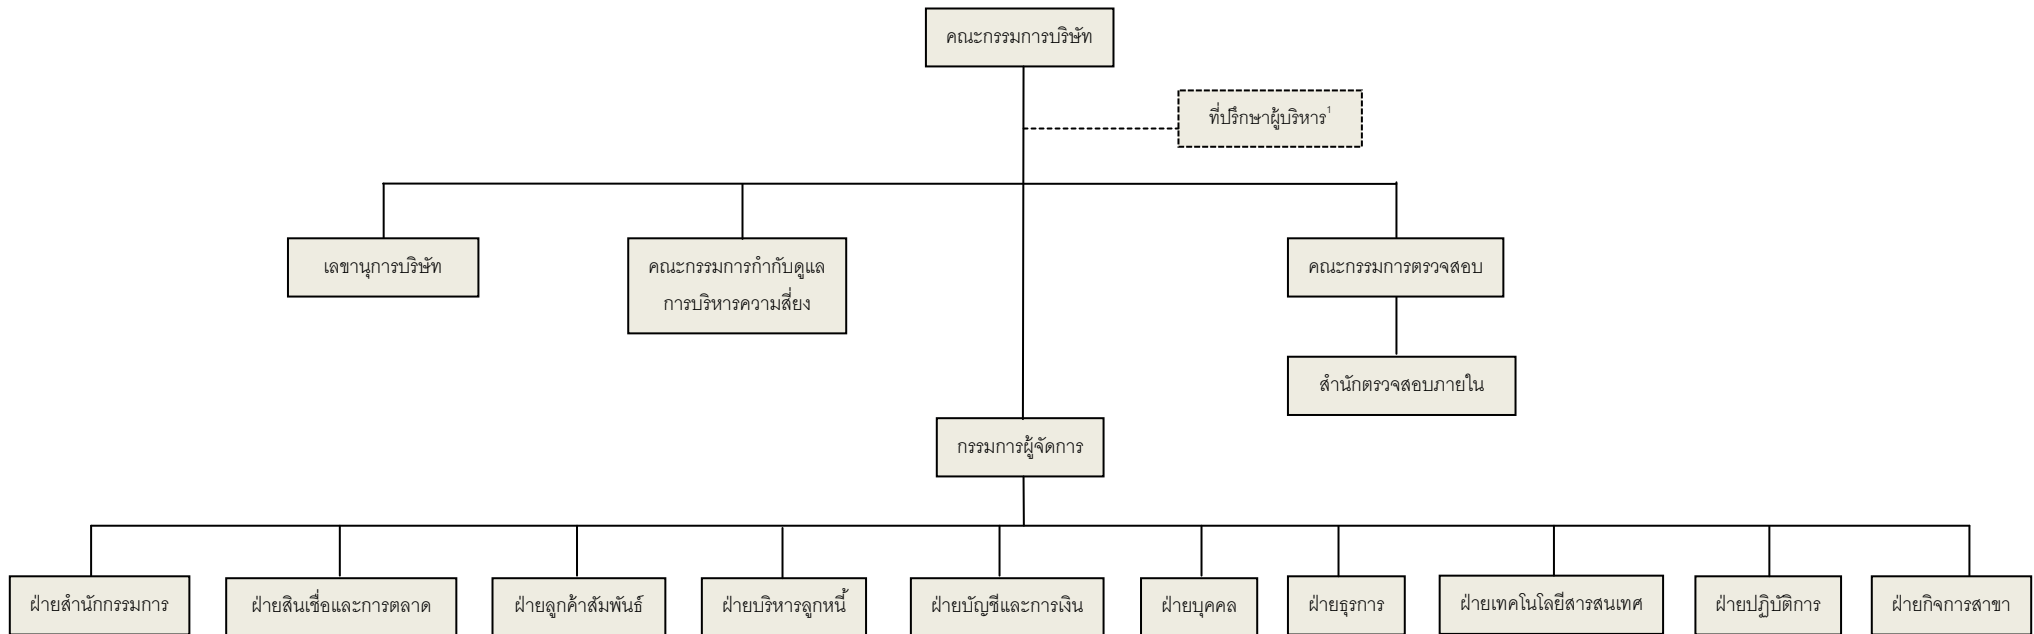 คณะกรรมการบริษัท
ที่ปรึกษาผู้บริหาร¹
เลขานุการบริษัท
คณะกรรมการกำกับดูแล
การบริหารความเสี่ยง
คณะกรรมการตรวจสอบ
สำนักตรวจสอบภายใน
กรรมการผู้จัดการ
ฝ่ายสำนักกรรมการ
ฝ่ายสินเชื่อและการตลาด
ฝ่ายลูกค้าสัมพันธ์
ฝ่ายบริหารลูกหนี้
ฝ่ายบัญชีและการเงิน
ฝ่ายบุคคล
ฝ่ายธุรการ
ฝ่ายเทคโนโลยีสารสนเทศ
ฝ่ายปฏิบัติการ
ฝ่ายกิจการสาขา